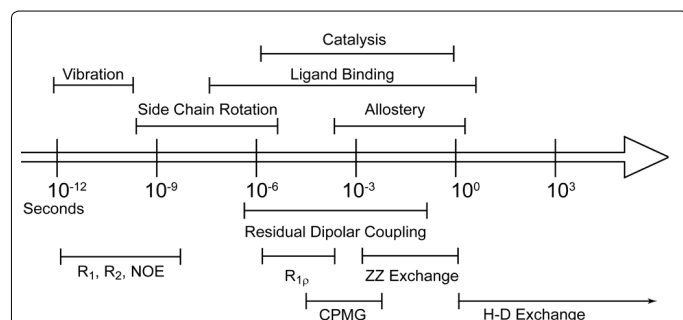 Catalysis
Vibration
Ligand Binding
Side Chain Rotation
Allostery
10⁻¹² 10⁻⁹ 10⁻⁶ 10⁻³ 10⁰ 10³
Seconds
Residual Dipolar Coupling
R₁, R₂, NOE
R₁ρ
ZZ Exchange
CPMG
H-D Exchange